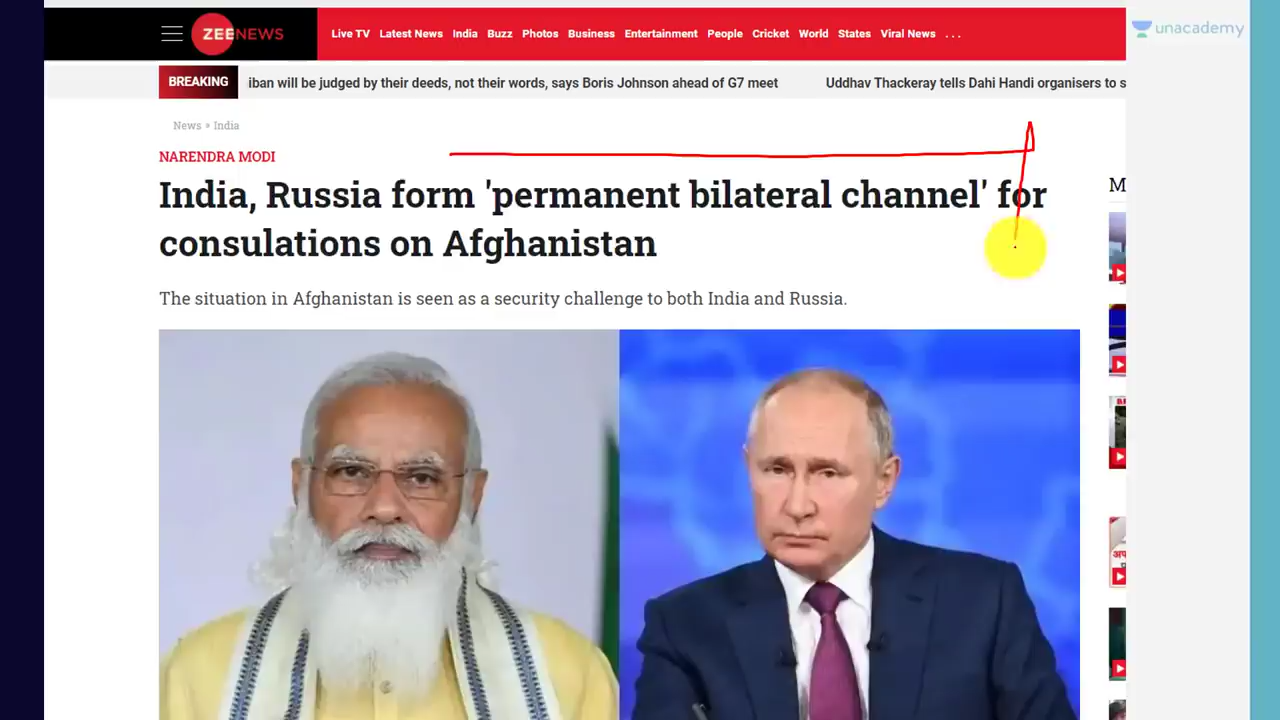 ZEENEWS
Live TV Latest News India Buzz Photos Business Entertainment People Cricket World States Viral News ...
unacademy
BREAKING iban will be judged by their deeds, not their words, says Boris Johnson ahead of G7 meet Uddhav Thackeray tells Dahi Handi organisers to s
News » India
NARENDRA MODI
India, Russia form 'permanent bilateral channel' for
consulations on Afghanistan
M
The situation in Afghanistan is seen as a security challenge to both India and Russia.